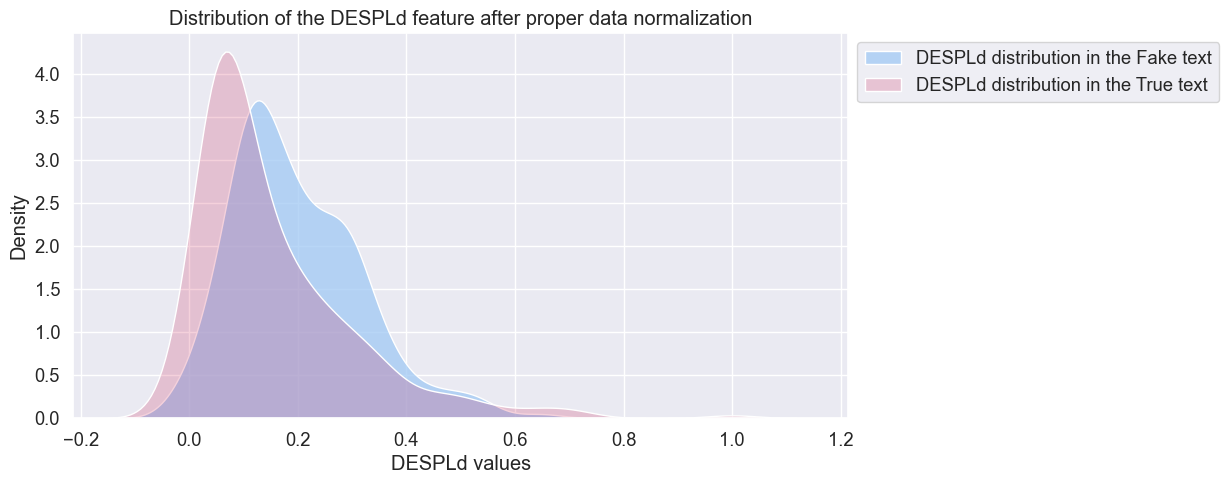 Distribution of the DESPLd feature after proper data normalization
DESPLd distribution in the Fake text
DESPLd distribution in the True text
Density
4.0
3.5
3.0
2.5
2.0
1.5
1.0
0.5
0.0
−0.2 0.0 0.2 0.4 0.6 0.8 1.0 1.2
DESPLd values